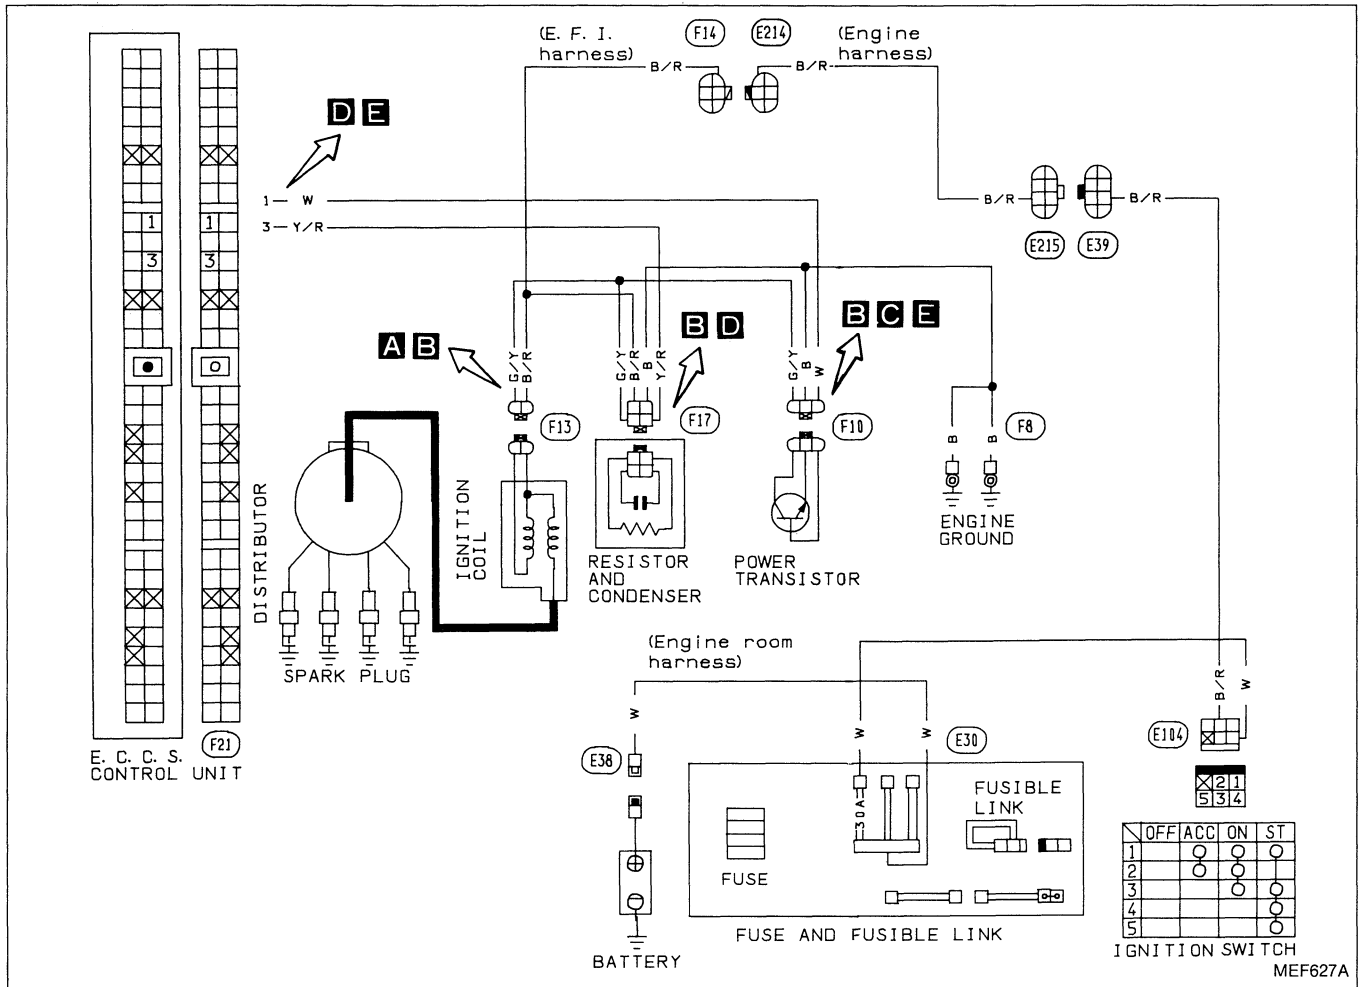 (E. F. I.
harness)
F14
E214
(Engine
harness)
B/R
B/R
D E
1 W
3 Y/R
B/R
B/R
E215
E39
1
1
3
3
A B
B D
B C E
G/Y
B/R
G/Y
B/R
B
Y/R
G/Y
B
W
F13
F17
F10
F8
B
B
DISTRIBUTOR
IGNITION
COIL
RESISTOR
AND
CONDENSER
POWER
TRANSISTOR
ENGINE
GROUND
SPARK PLUG
(Engine room
harness)
W
W
W
B/R
W
E. C. C. S.
CONTROL UNIT
F21
E38
E30
E104
30A
FUSE
FUSIBLE
LINK
2 1
5 3 4
OFF ACC ON ST
1
2
3
4
5
BATTERY
FUSE AND FUSIBLE LINK
IGNITION SWITCH
MEF627A